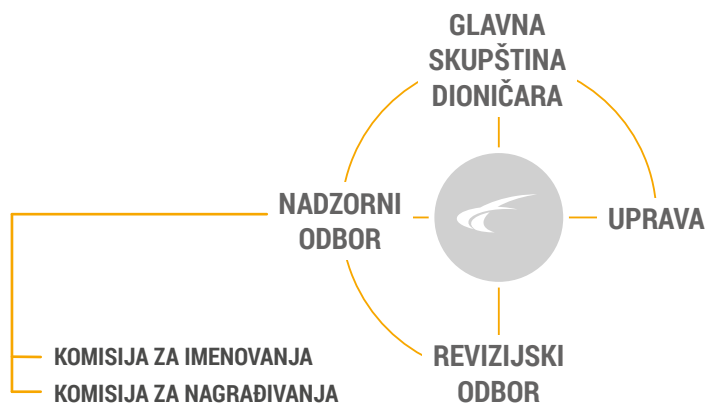 GLAVNA
SKUPŠTINA
DIONIČARA
NADZORNI
ODBOR
UPRAVA
REVIZIJSKI
ODBOR
KOMISIJA ZA IMENOVANJA
KOMISIJA ZA NAGRAĐIVANJA